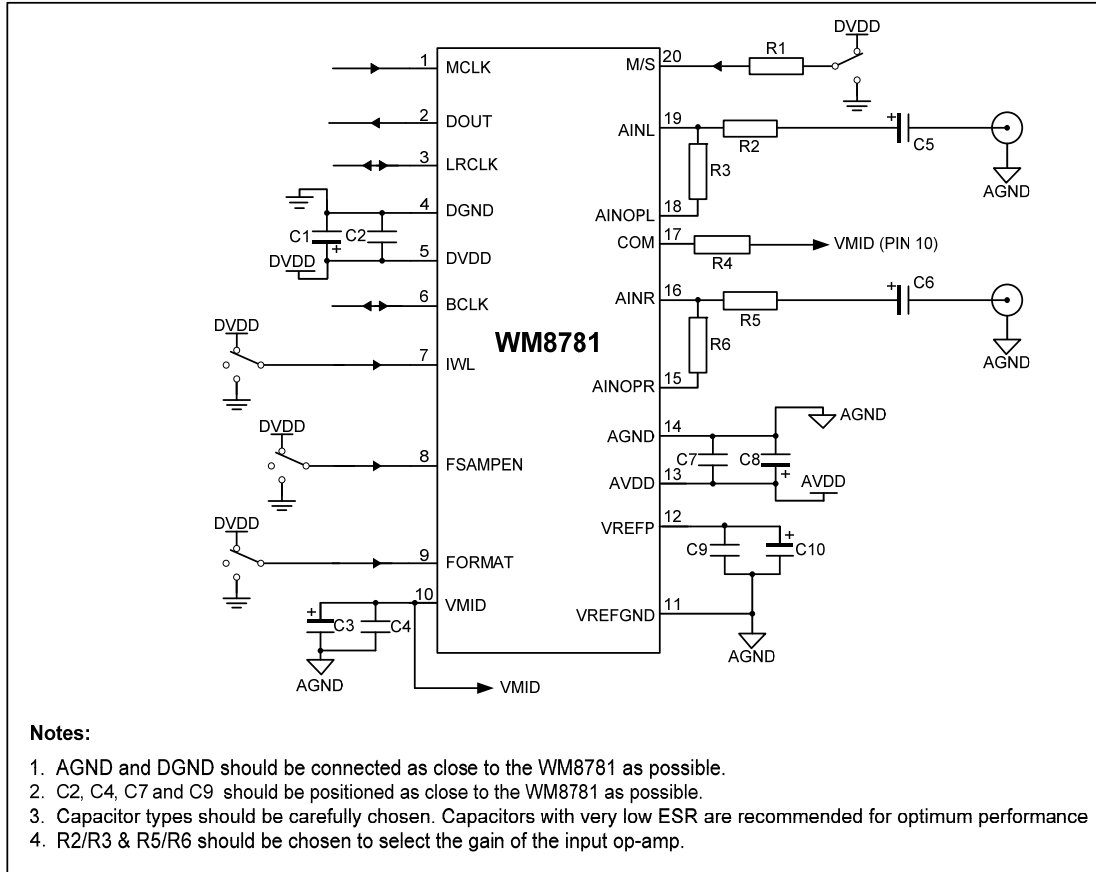 DVDD
R1
20
M/S
1
MCLK
2
DOUT
19
AINL
R2
+
C5
3
LRCLK
R3
AGND
4
DGND
18
AINOPL
C1
C2
+
17
COM
R4
VMID (PIN 10)
DVDD
5
DVDD
6
BCLK
16
AINR
R5
+
C6
DVDD
WM8781
R6
AGND
7
IWL
15
AINOPR
14
AGND
AGND
DVDD
C7
C8
+
8
FSAMPEN
13
AVDD
AVDD
12
VREFP
DVDD
C9
+
C10
9
FORMAT
10
VMID
11
VREFGND
+
C3
C4
AGND
AGND
VMID
Notes:
1. AGND and DGND should be connected as close to the WM8781 as possible.
2. C2, C4, C7 and C9 should be positioned as close to the WM8781 as possible.
3. Capacitor types should be carefully chosen. Capacitors with very low ESR are recommended for optimum performance
4. R2/R3 & R5/R6 should be chosen to select the gain of the input op-amp.